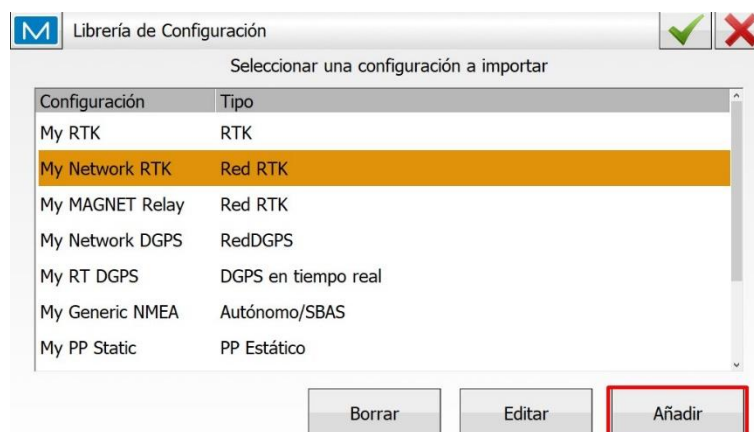 M Librería de Configuración
Seleccionar una configuración a importar
Configuración Tipo
My RTK RTK
My Network RTK Red RTK
My MAGNET Relay Red RTK
My Network DGPS RedDGPS
My RT DGPS DGPS en tiempo real
My Generic NMEA Autónomo/SBAS
My PP Static PP Estático
Borrar Editar Añadir